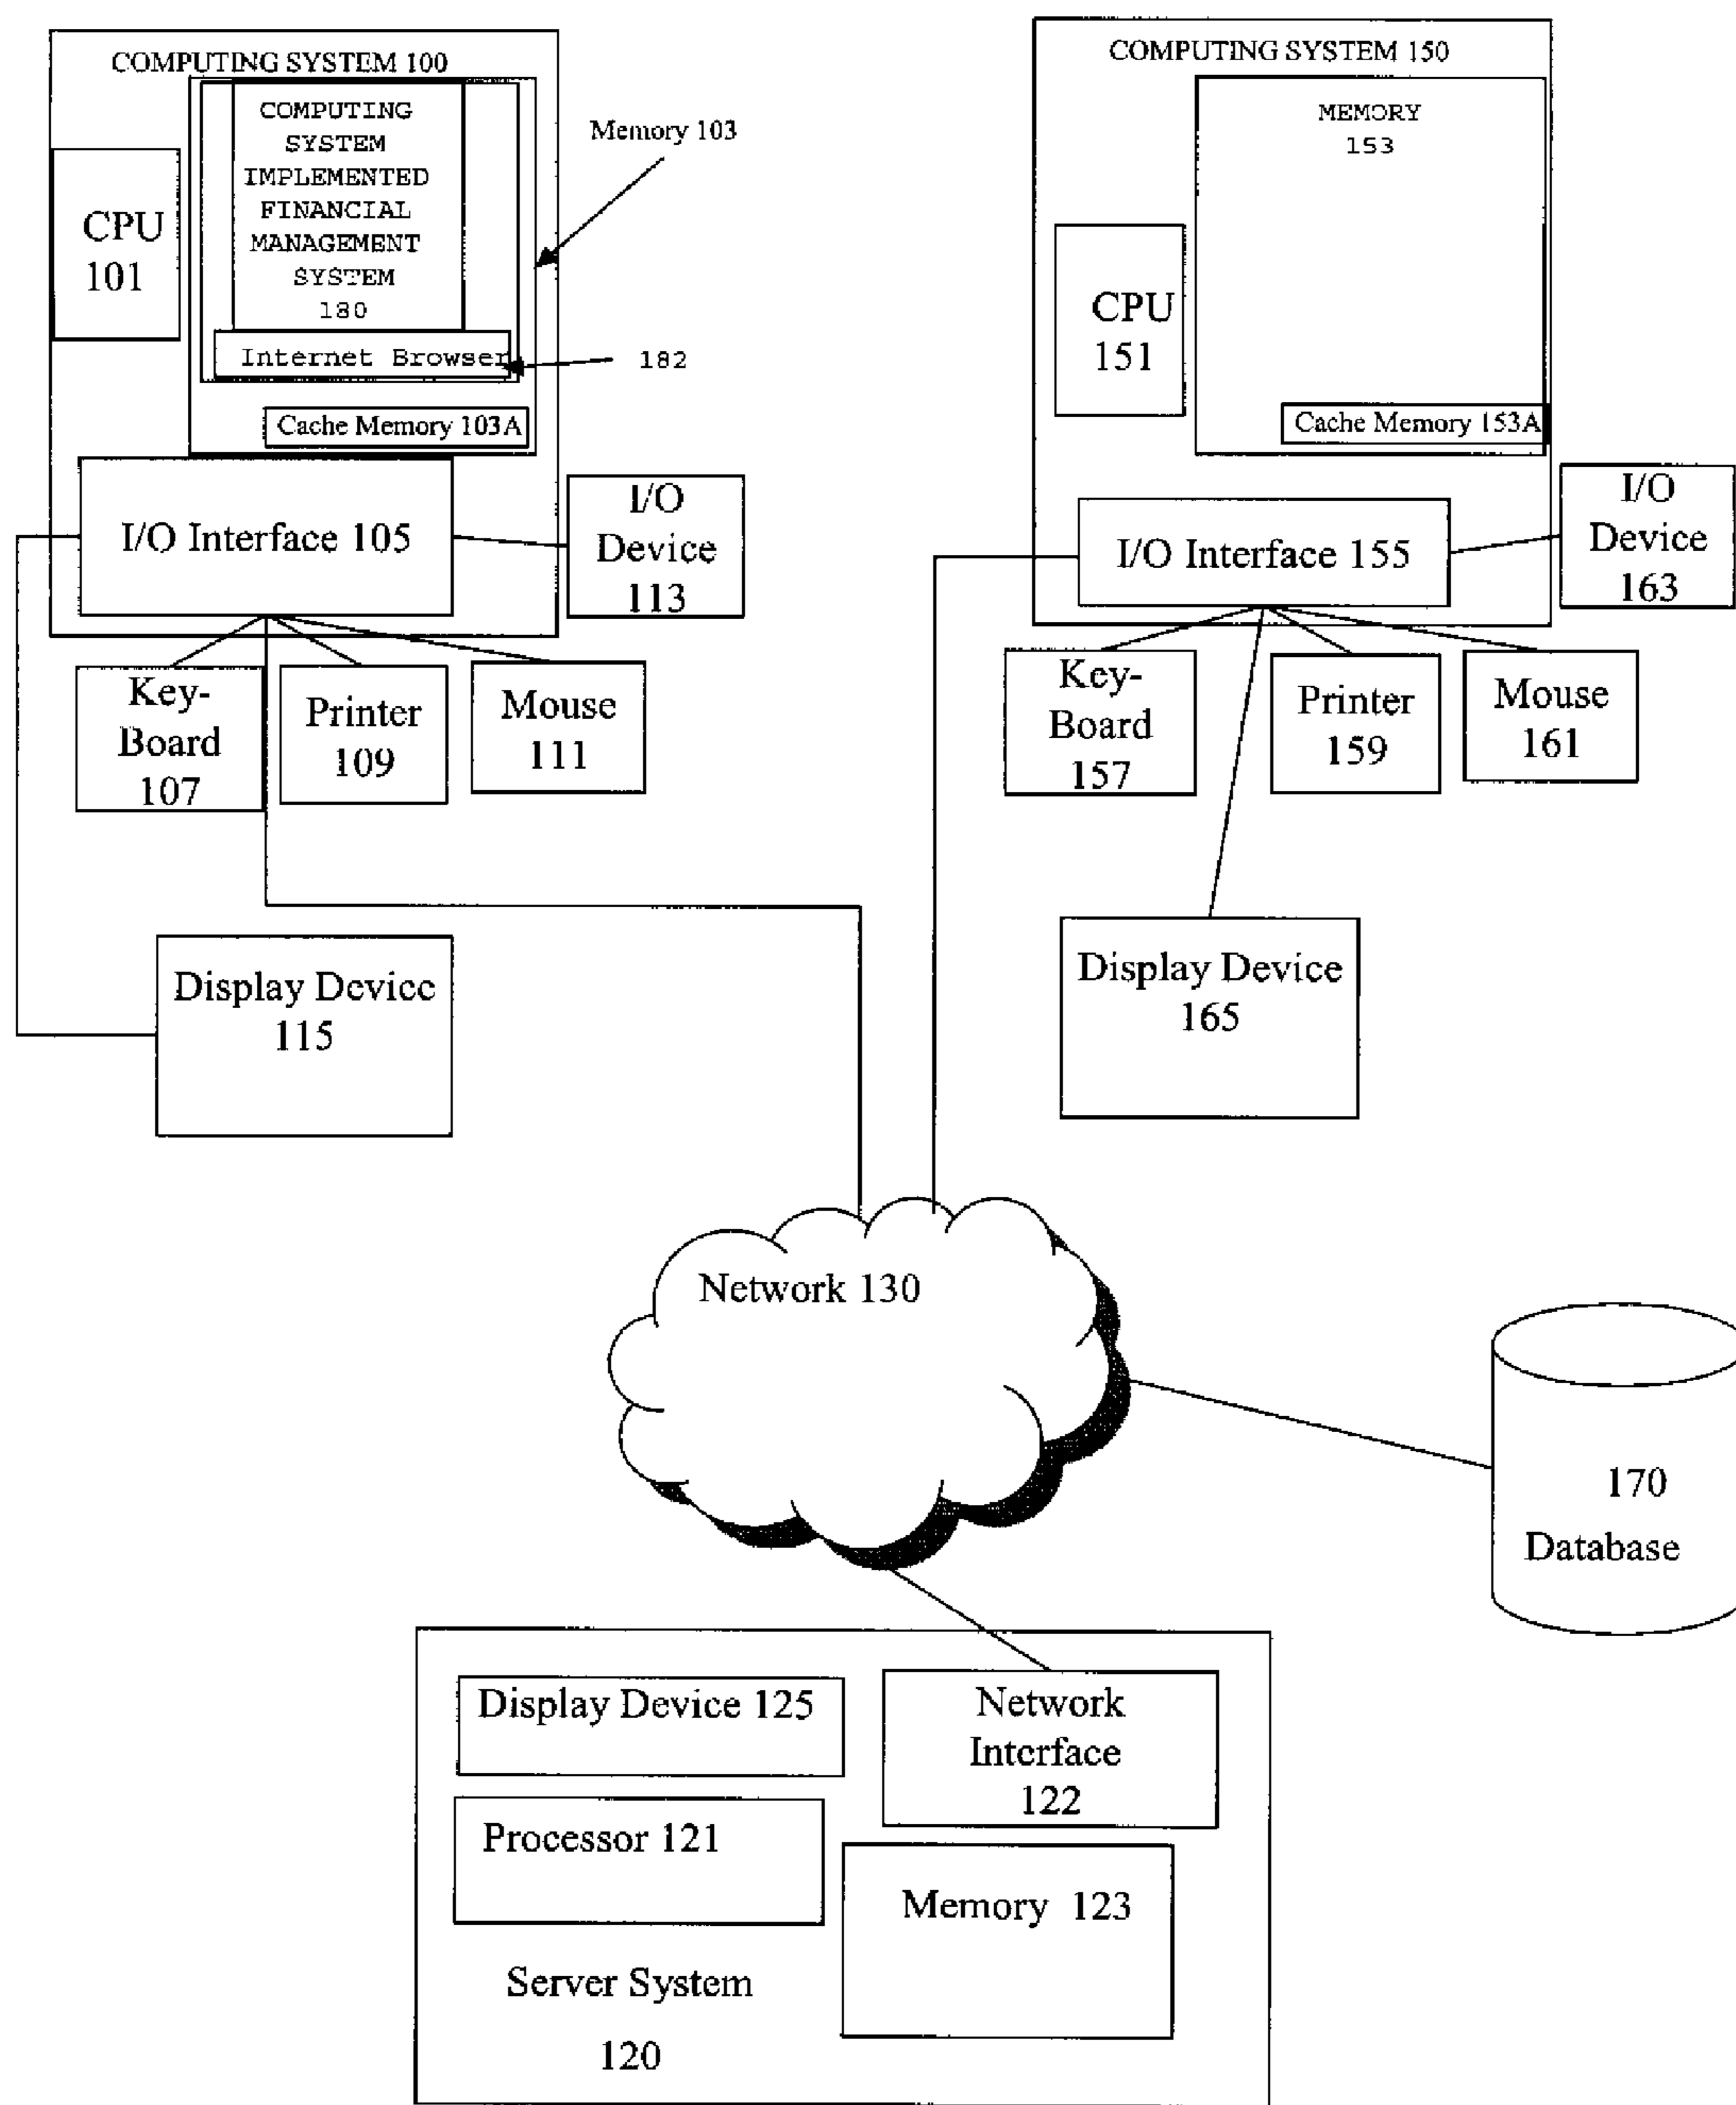 COMPUTING SYSTEM 100
COMPUTING
SYSTEM
IMPLEMENTED
FINANCIAL
MANAGEMENT
SYSTEM
180
Internet Browser
182
Memory 103
CPU
101
Cache Memory 103A
I/O Interface 105
I/O
Device
113
Key-
Board
107
Printer
109
Mouse
111
Display Device
115
COMPUTING SYSTEM 150
MEMORY
153
CPU
151
Cache Memory 153A
I/O Interface 155
I/O
Device
163
Key-
Board
157
Printer
159
Mouse
161
Display Device
165
Network 130
170
Database
Display Device 125
Network
Interface
122
Processor 121
Memory 123
Server System
120